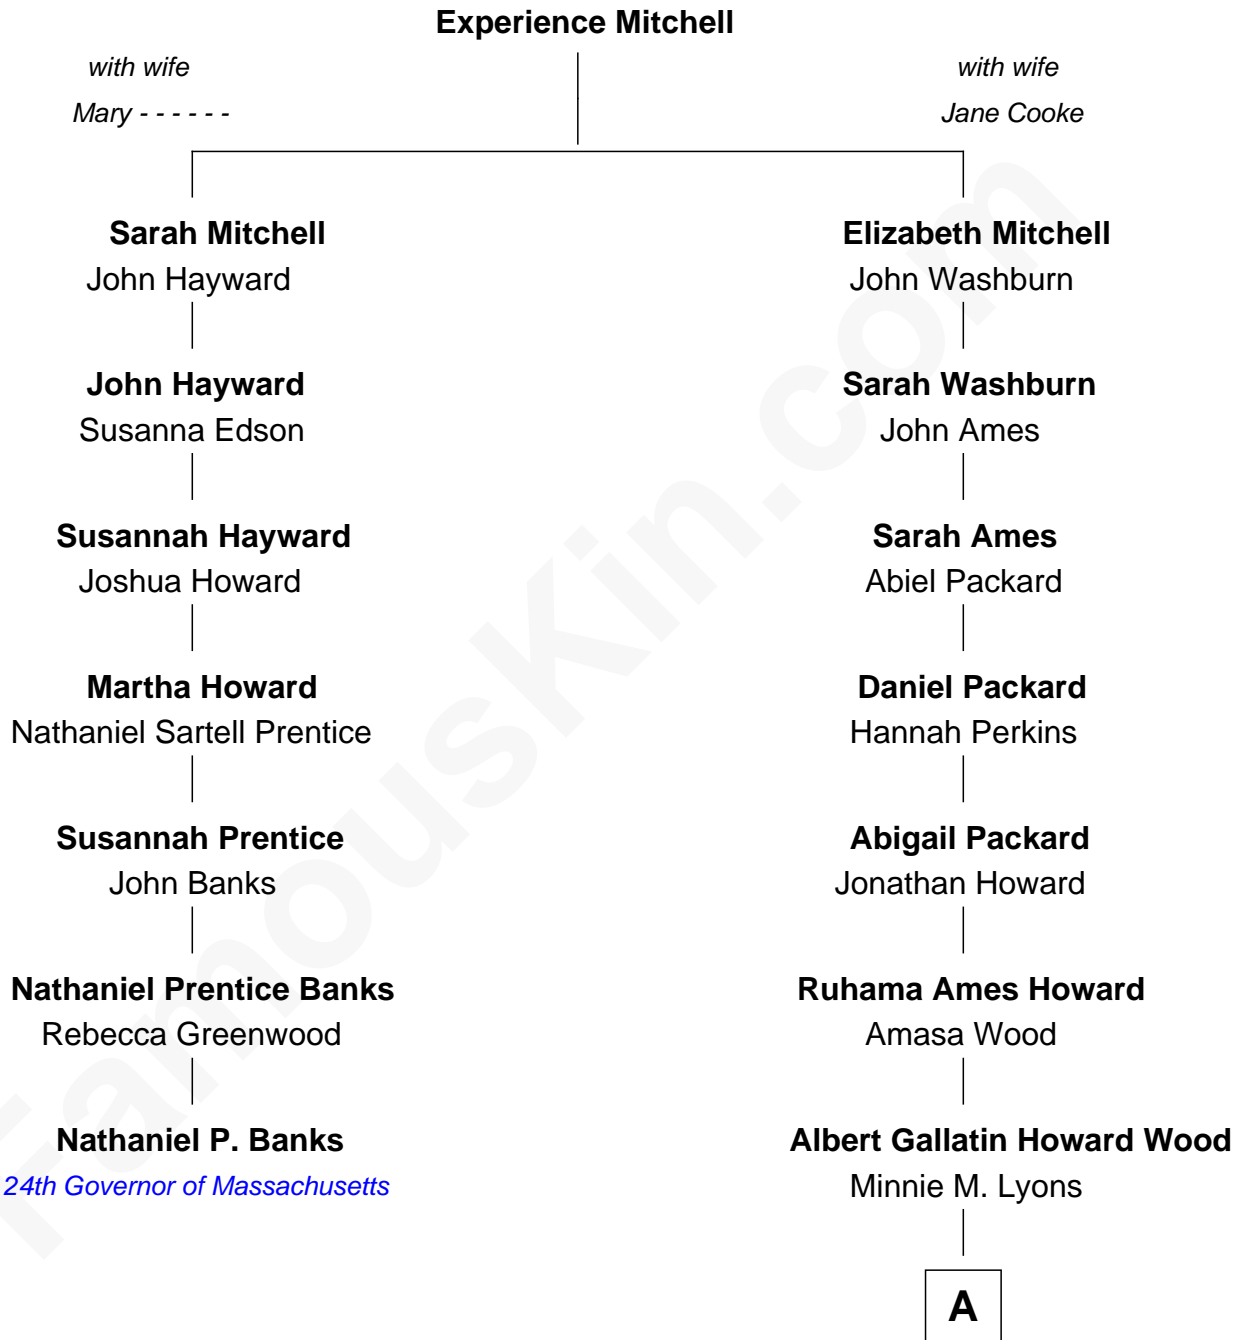 Experience Mitchell
with wife
Mary - - - - - -
with wife
Jane Cooke
Sarah Mitchell
John Hayward
Elizabeth Mitchell
John Washburn
John Hayward
Susanna Edson
Sarah Washburn
John Ames
Susannah Hayward
Joshua Howard
Sarah Ames
Abiel Packard
Martha Howard
Nathaniel Sartell Prentice
Daniel Packard
Hannah Perkins
Susannah Prentice
John Banks
Abigail Packard
Jonathan Howard
Nathaniel Prentice Banks
Rebecca Greenwood
Ruhama Ames Howard
Amasa Wood
Nathaniel P. Banks
24th Governor of Massachusetts
Albert Gallatin Howard Wood
Minnie M. Lyons
A
FamousKin.com